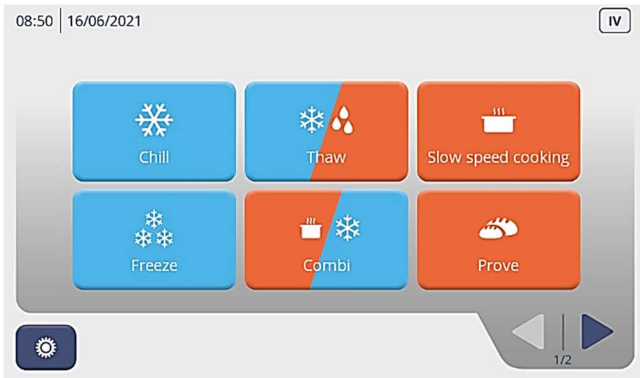 08:50 16/06/2021
IV
Chill
Thaw
Slow speed cooking
Freeze
Combi
Prove
1/2